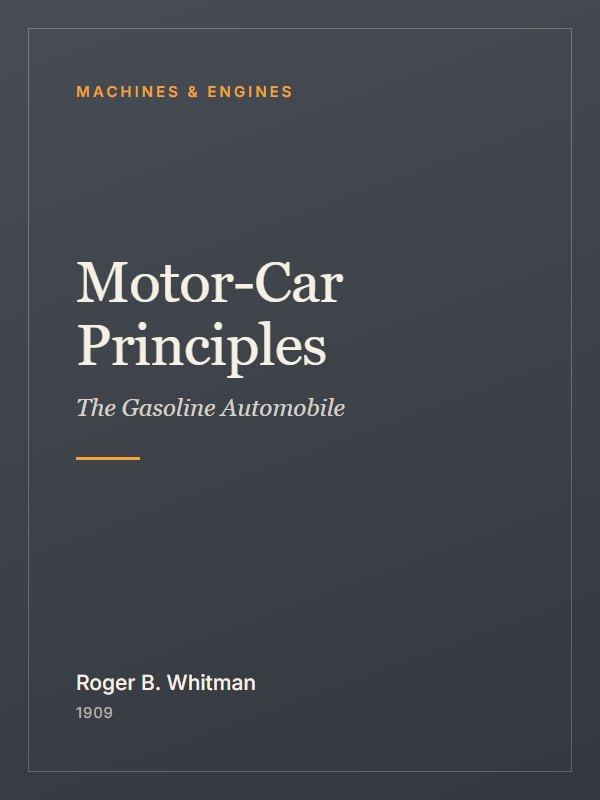 MACHINES & ENGINES
Motor-Car
Principles
The Gasoline Automobile
Roger B. Whitman
1909